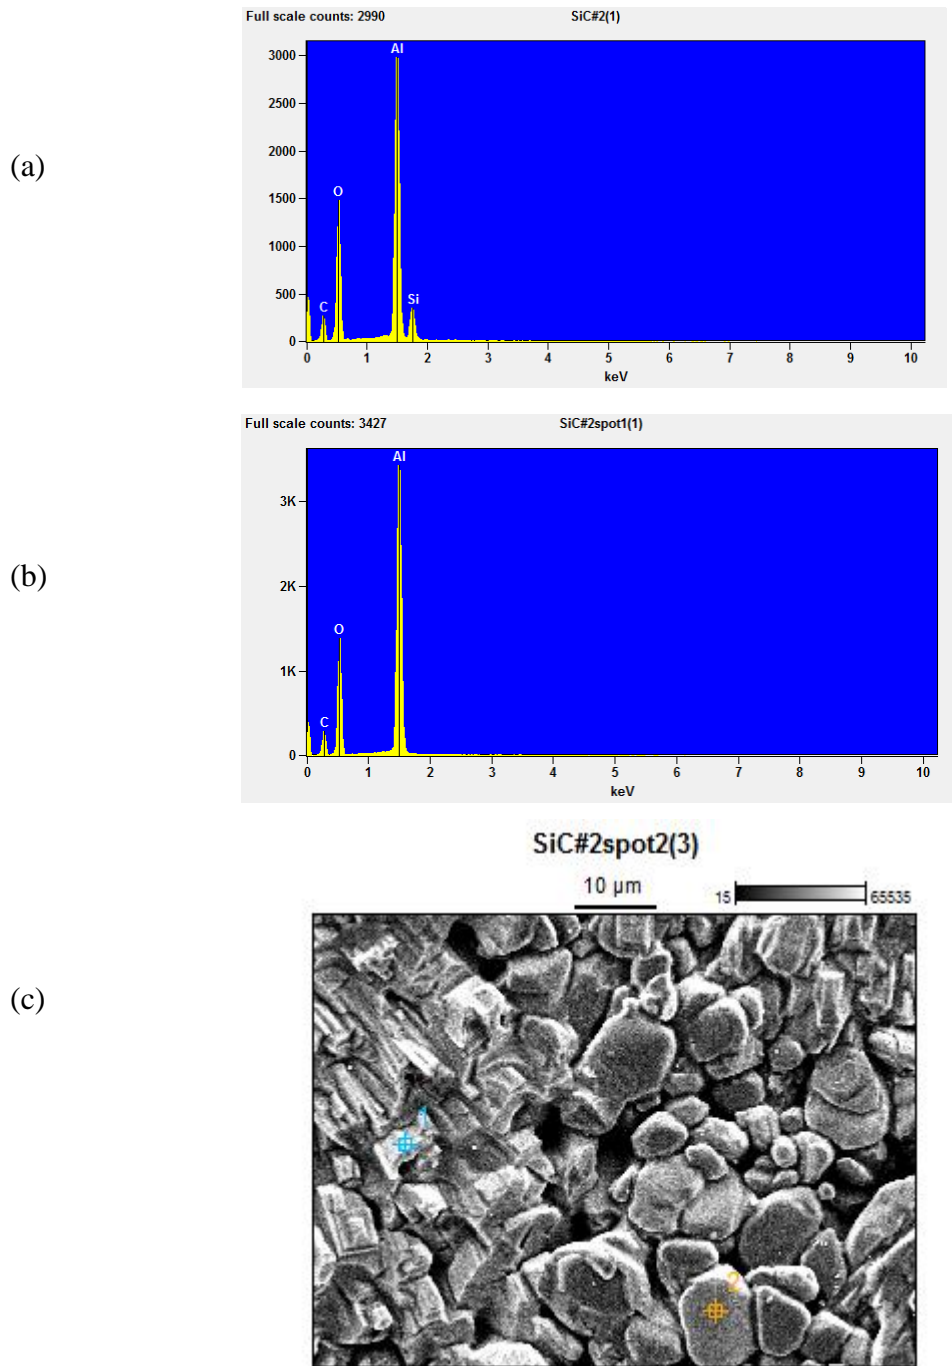 Full scale counts: 2990 SiC#2(1)
(a)
3000
2500
2000
1500
1000
500
0
Al
O
C
Si
0 1 2 3 4 5 6 7 8 9 10
keV
Full scale counts: 3427 SiC#2spot1(1)
(b)
3K
2K
1K
0
Al
O
C
0 1 2 3 4 5 6 7 8 9 10
keV
SiC#2spot2(3)
10 µm
15 65535
(c)
1
2